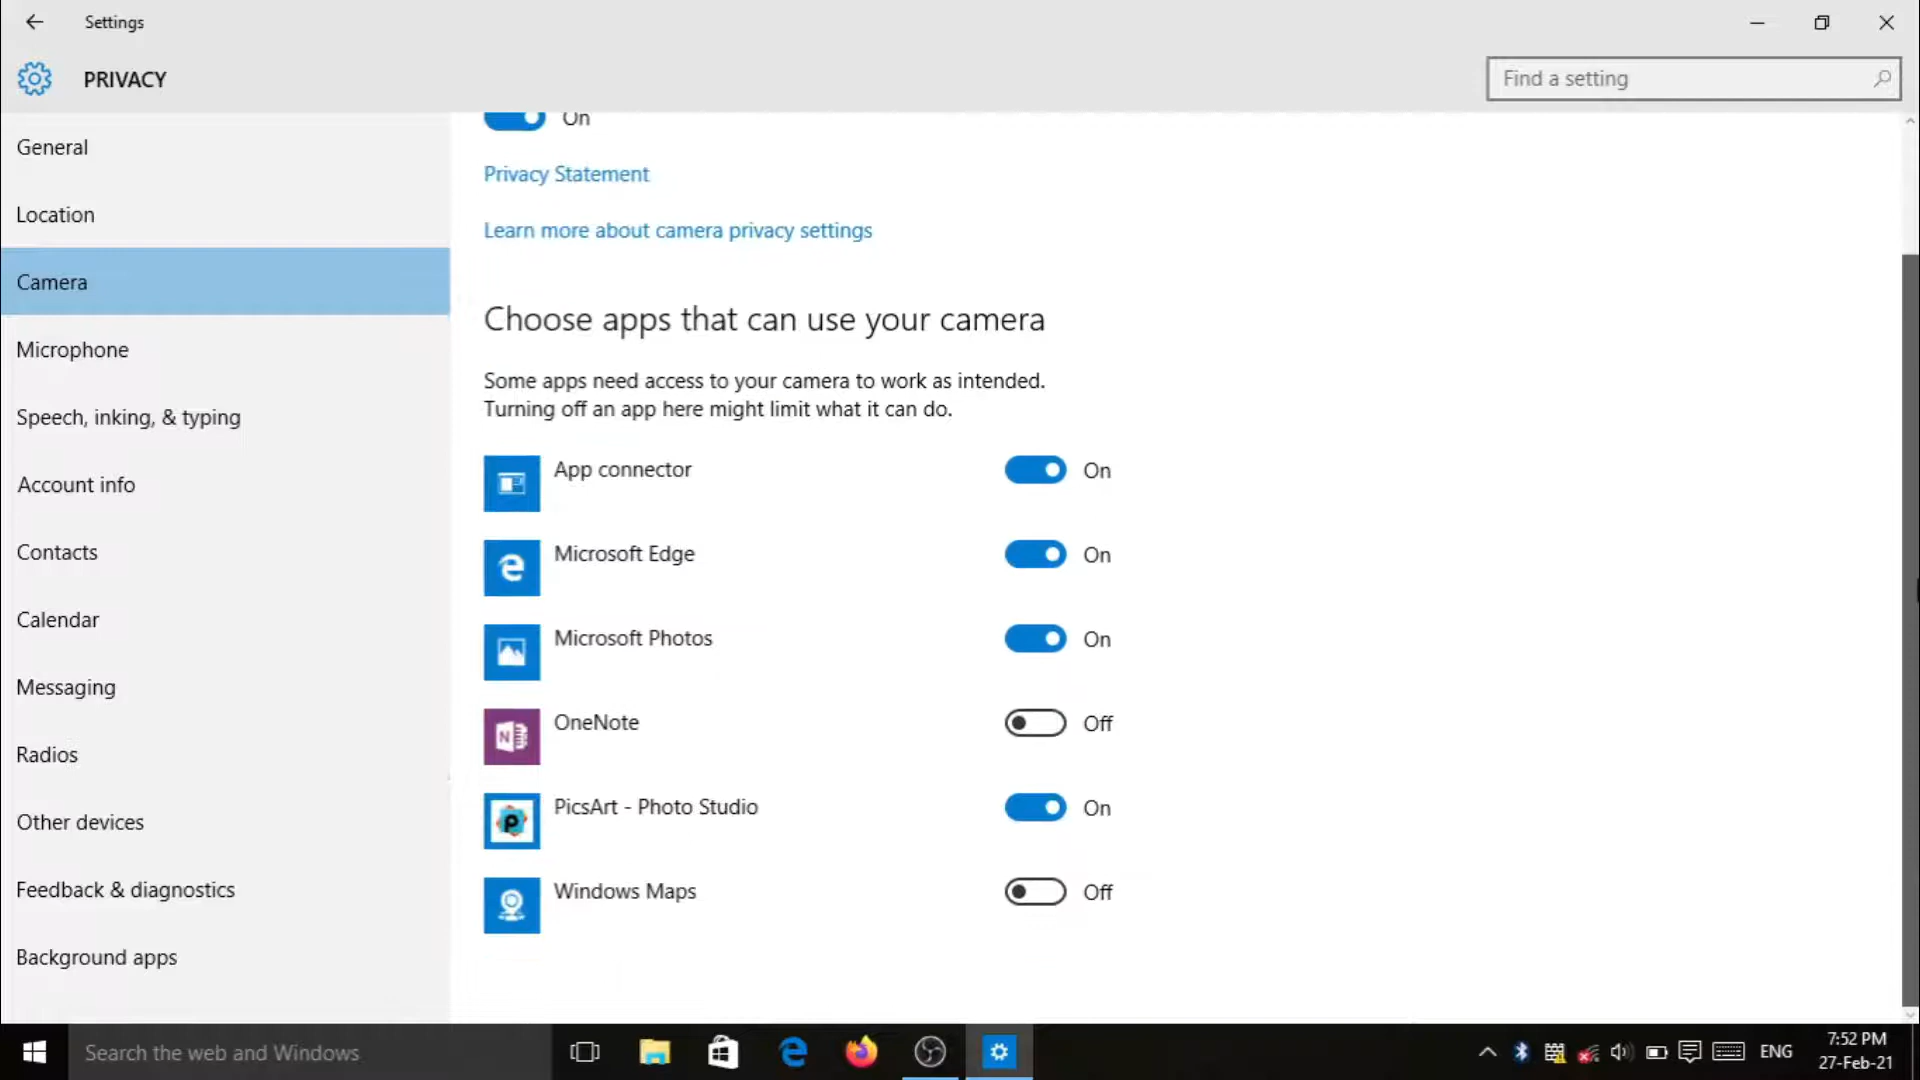 Settings
PRIVACY
Find a setting
General
Location
Camera
Microphone
Speech, inking, & typing
Account info
Contacts
Calendar
Messaging
Radios
Other devices
Feedback & diagnostics
Background apps
On
Privacy Statement
Learn more about camera privacy settings
Choose apps that can use your camera
Some apps need access to your camera to work as intended.
Turning off an app here might limit what it can do.
App connector On
Microsoft Edge On
Microsoft Photos On
OneNote Off
PicsArt - Photo Studio On
Windows Maps Off
Search the web and Windows
ENG
7:52 PM
27-Feb-21